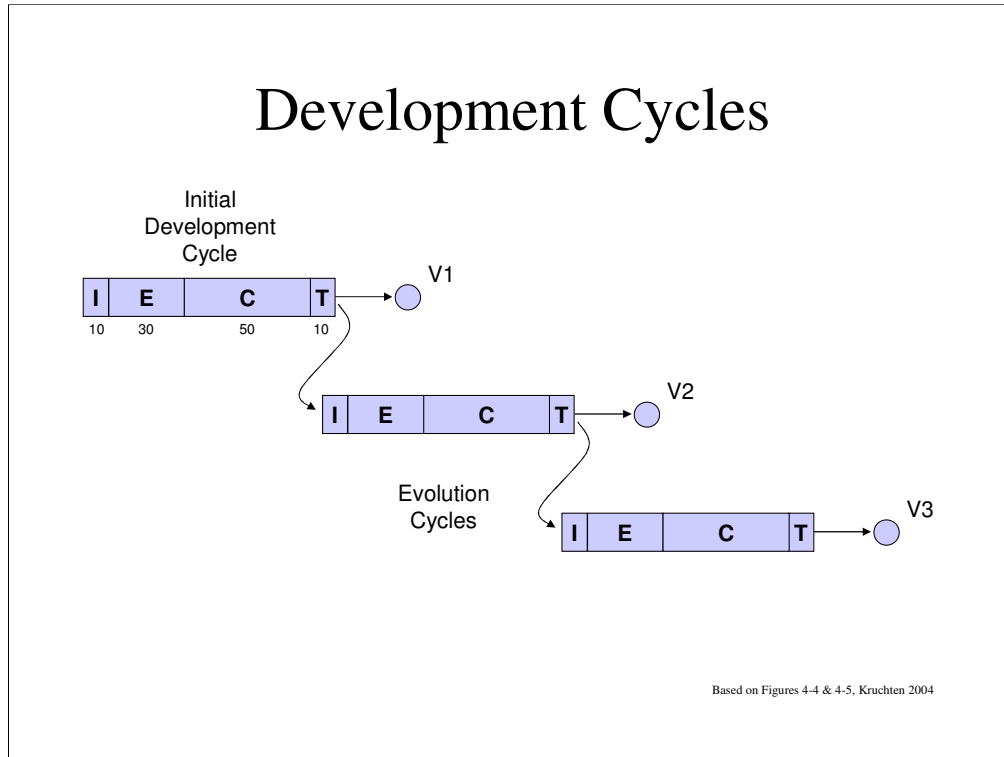 Development Cycles
Initial
Development
Cycle
V1
I E C T
10 30 50 10
V2
I E C T
Evolution
Cycles
V3
I E C T
Based on Figures 4-4 & 4-5, Kruchten 2004